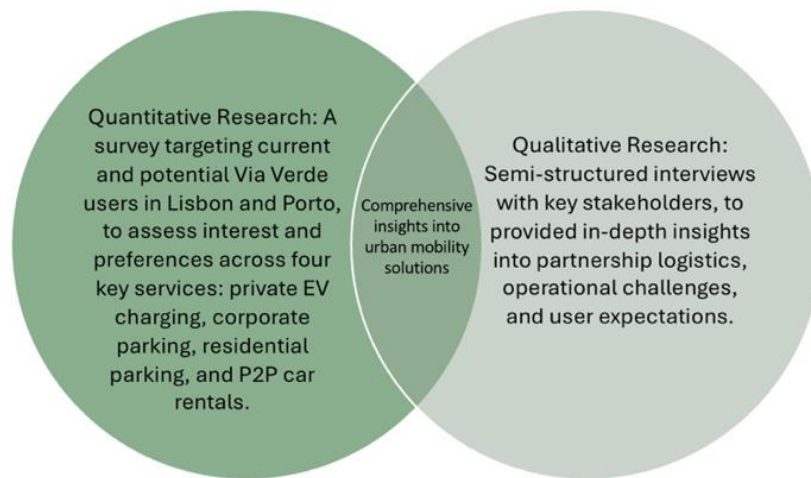 Quantitative Research: A
survey targeting current
and potential Via Verde
users in Lisbon and Porto,
to assess interest and
preferences across four
key services: private EV
charging, corporate
parking, residential
parking, and P2P car
rentals.
Comprehensive
insights into
urban mobility
solutions
Qualitative Research:
Semi-structured interviews
with key stakeholders, to
provided in-depth insights
into partnership logistics,
operational challenges,
and user expectations.